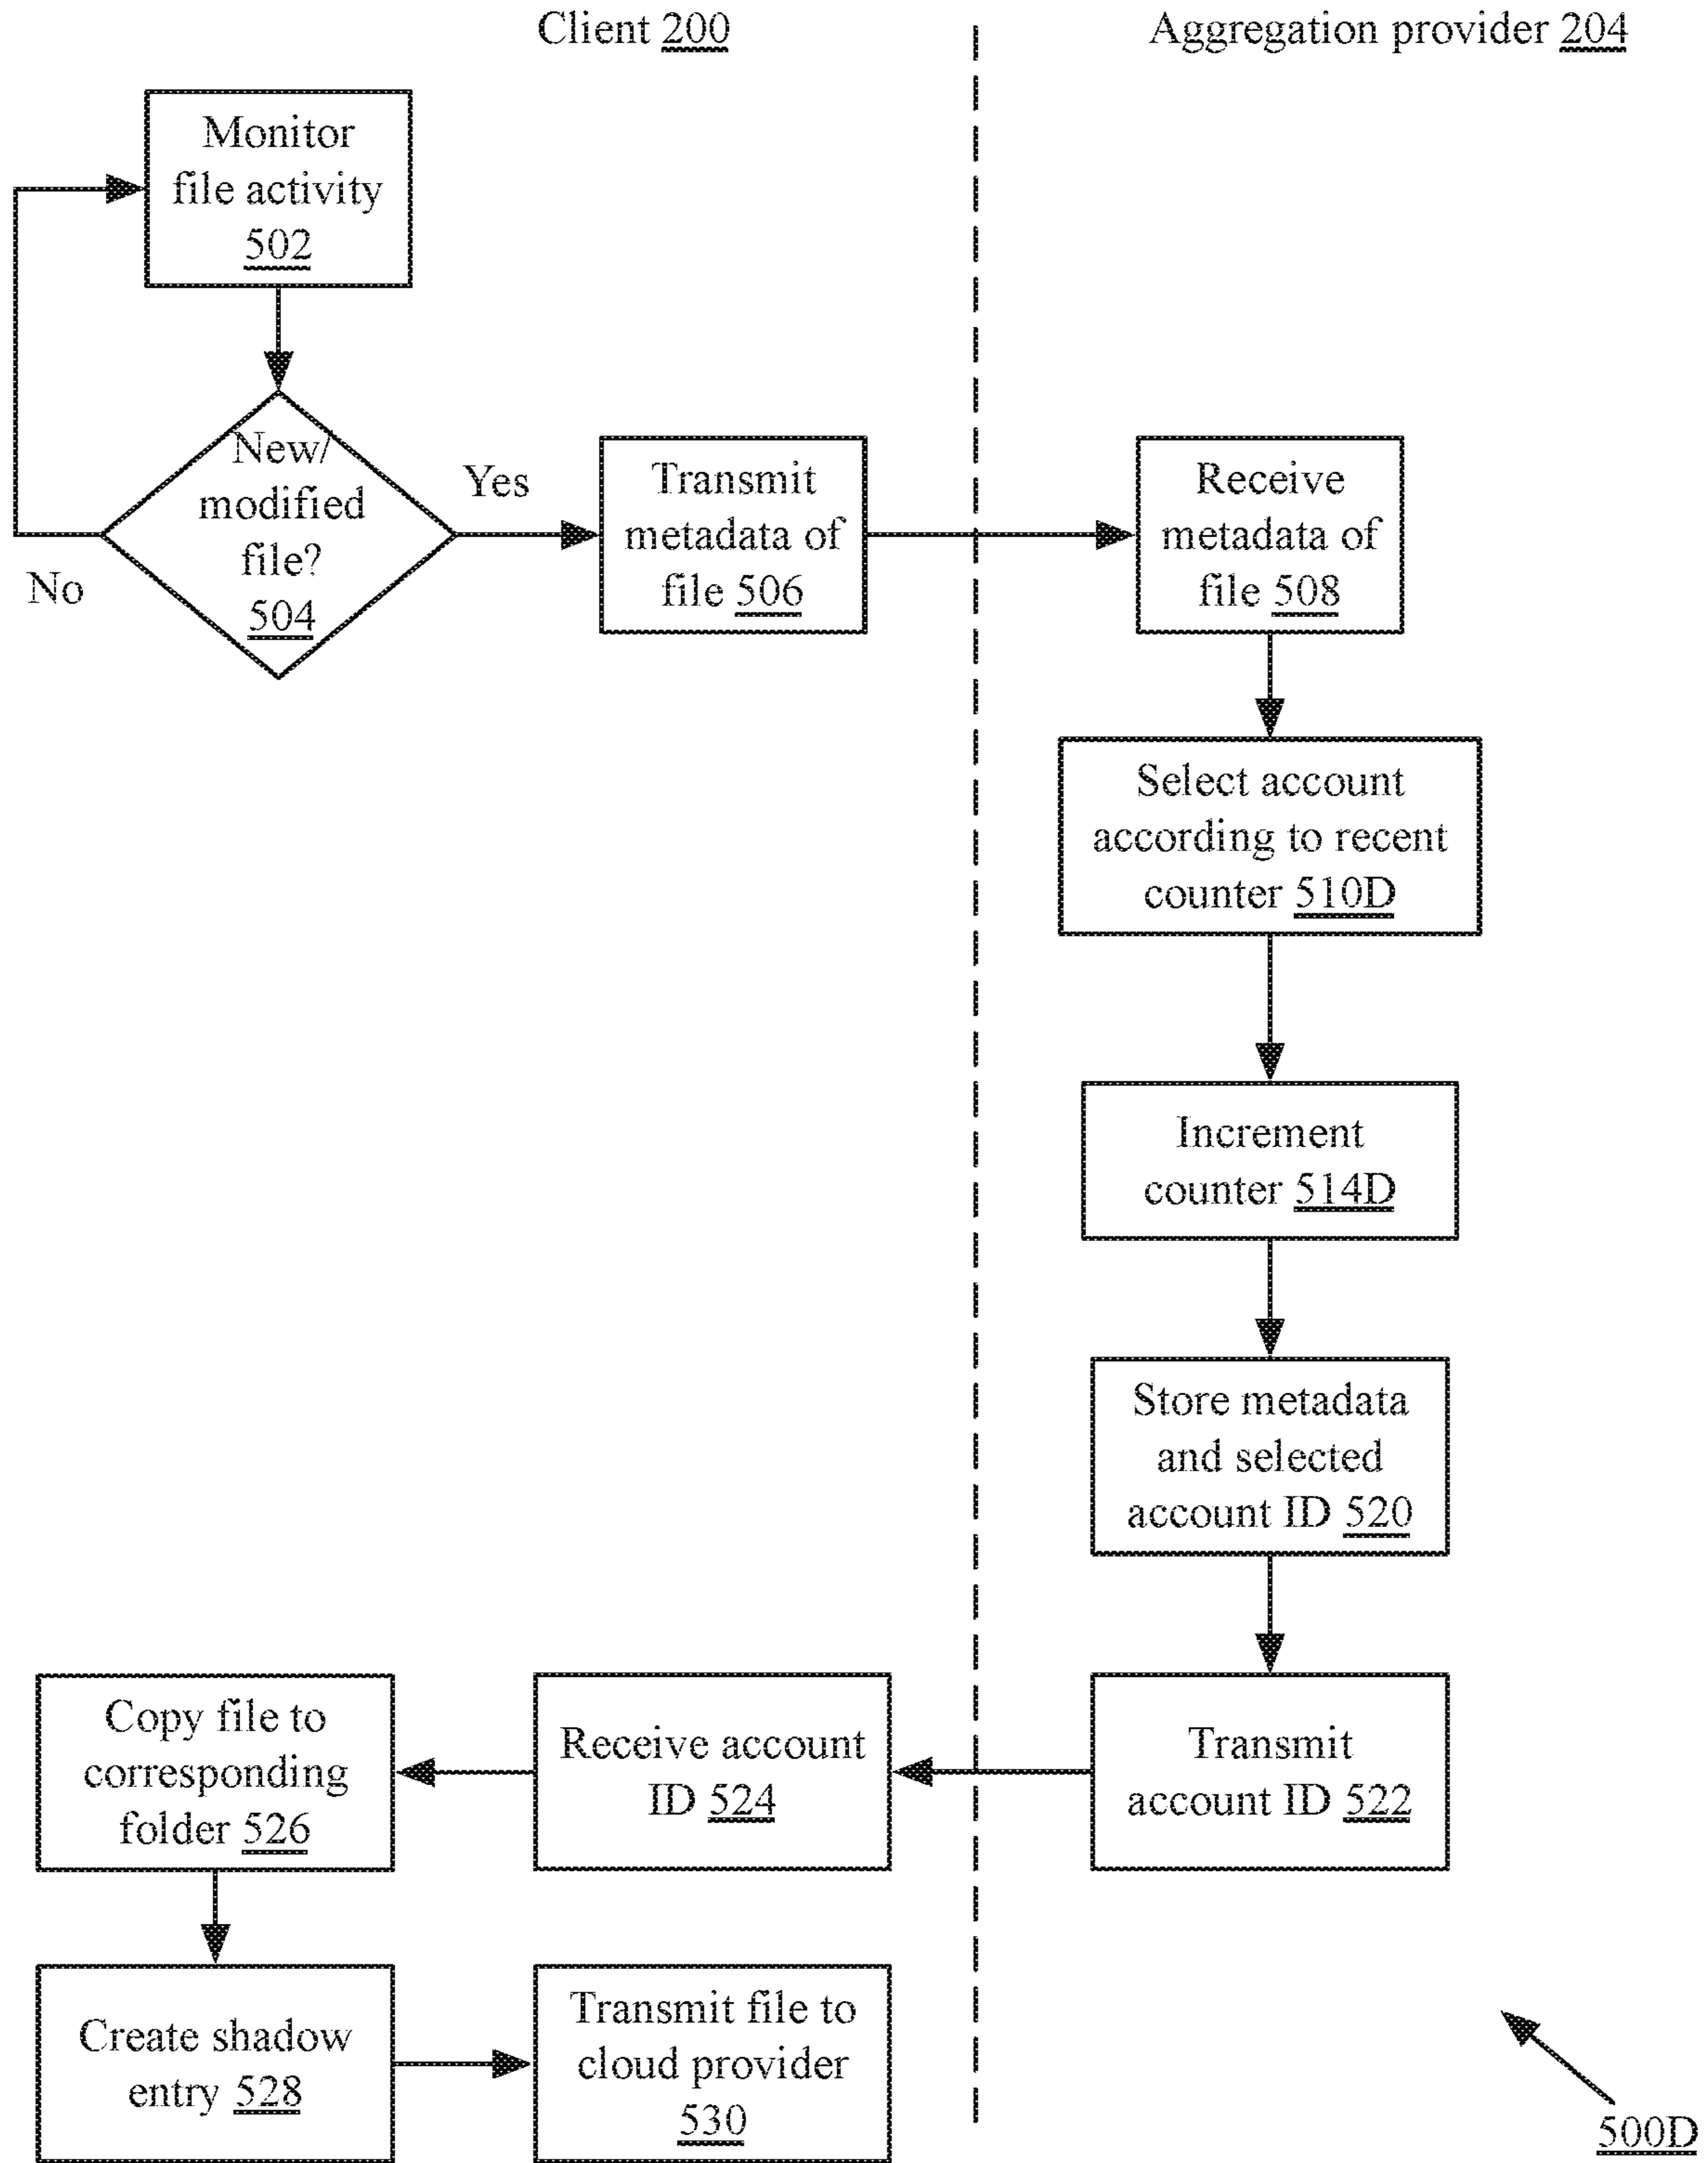 Client 200
Aggregation provider 204
Monitor
file activity
502
New/
modified
file?
504
Yes
No
Transmit
metadata of
file 506
Receive
metadata of
file 508
Select account
according to recent
counter 510D
Increment
counter 514D
Store metadata
and selected
account ID 520
Transmit
account ID 522
Receive account
ID 524
Copy file to
corresponding
folder 526
Create shadow
entry 528
Transmit file to
cloud provider
530
500D